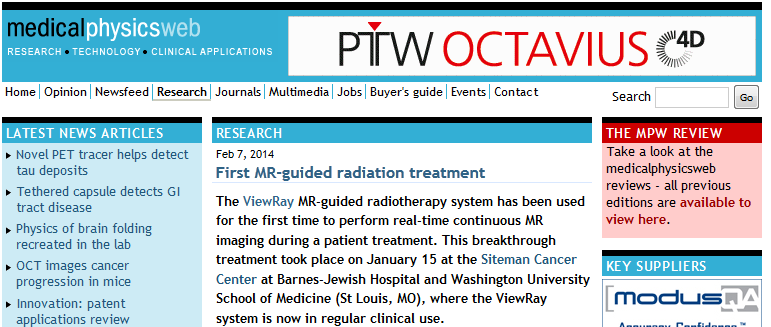 medicalphysicsweb
RESEARCH • TECHNOLOGY • CLINICAL APPLICATIONS
PTW OCTAVIUS 4D
Home Opinion Newsfeed Research Journals Multimedia Jobs Buyer's guide Events Contact
Search Go
LATEST NEWS ARTICLES
Novel PET tracer helps detect
tau deposits
Tethered capsule detects GI
tract disease
Physics of brain folding
recreated in the lab
OCT images cancer
progression in mice
Innovation: patent
applications review
RESEARCH
Feb 7, 2014
First MR-guided radiation treatment
The ViewRay MR-guided radiotherapy system has been used
for the first time to perform real-time continuous MR
imaging during a patient treatment. This breakthrough
treatment took place on January 15 at the Siteman Cancer
Center at Barnes-Jewish Hospital and Washington University
School of Medicine (St Louis, MO), where the ViewRay
system is now in regular clinical use.
THE MPW REVIEW
Take a look at the
medicalphysicsweb
reviews - all previous
editions are available to
view here.
KEY SUPPLIERS
modusQA
Accuracy Confidence™